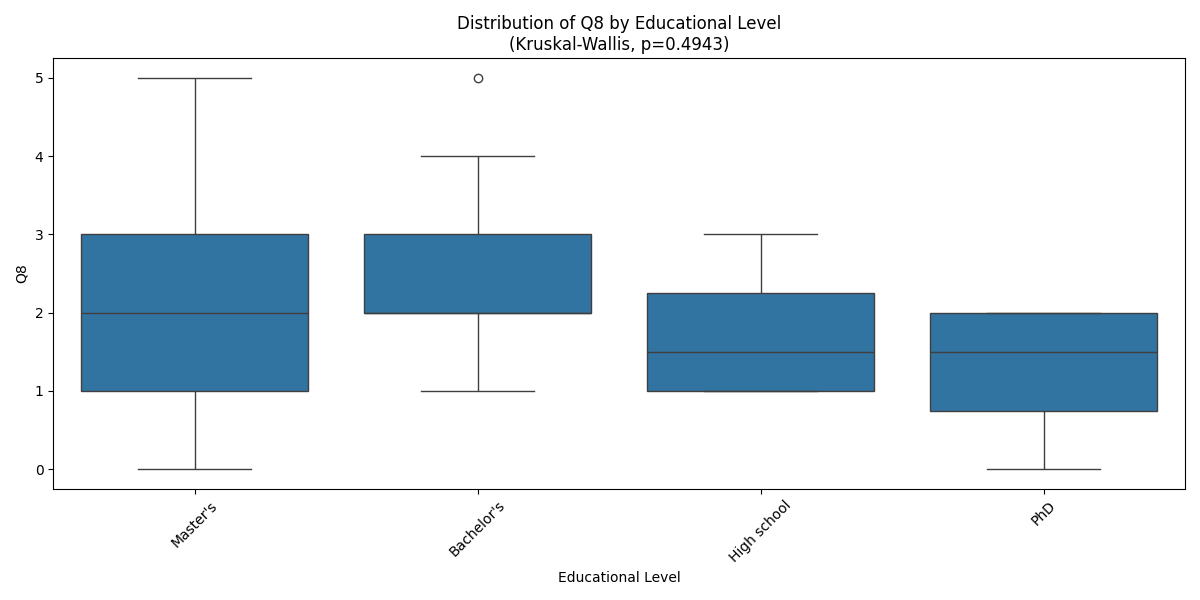 Distribution of Q8 by Educational Level
(Kruskal-Wallis, p=0.4943)
5
4
3
2
1
0
Q8
Master's
Bachelor's
High school
PhD
Educational Level